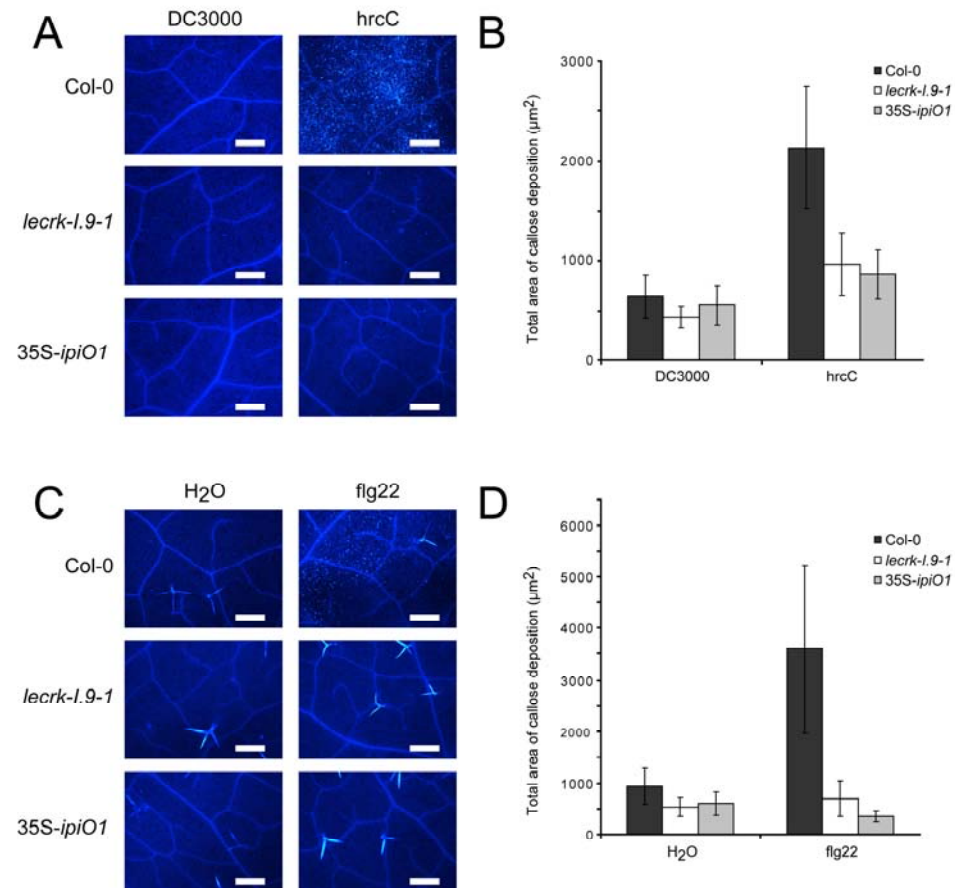 A
DC3000
hrcC
Col-0
lecrk-I.9-1
35S-ipiO1
B
Total area of callose deposition (µm²)
3000
2000
1000
0
Col-0
lecrk-I.9-1
35S-ipiO1
DC3000
hrcC
C
H₂O
flg22
Col-0
lecrk-I.9-1
35S-ipiO1
D
Total area of callose deposition (µm²)
6000
5000
4000
3000
2000
1000
0
Col-0
lecrk-I.9-1
35S-ipiO1
H₂O
flg22